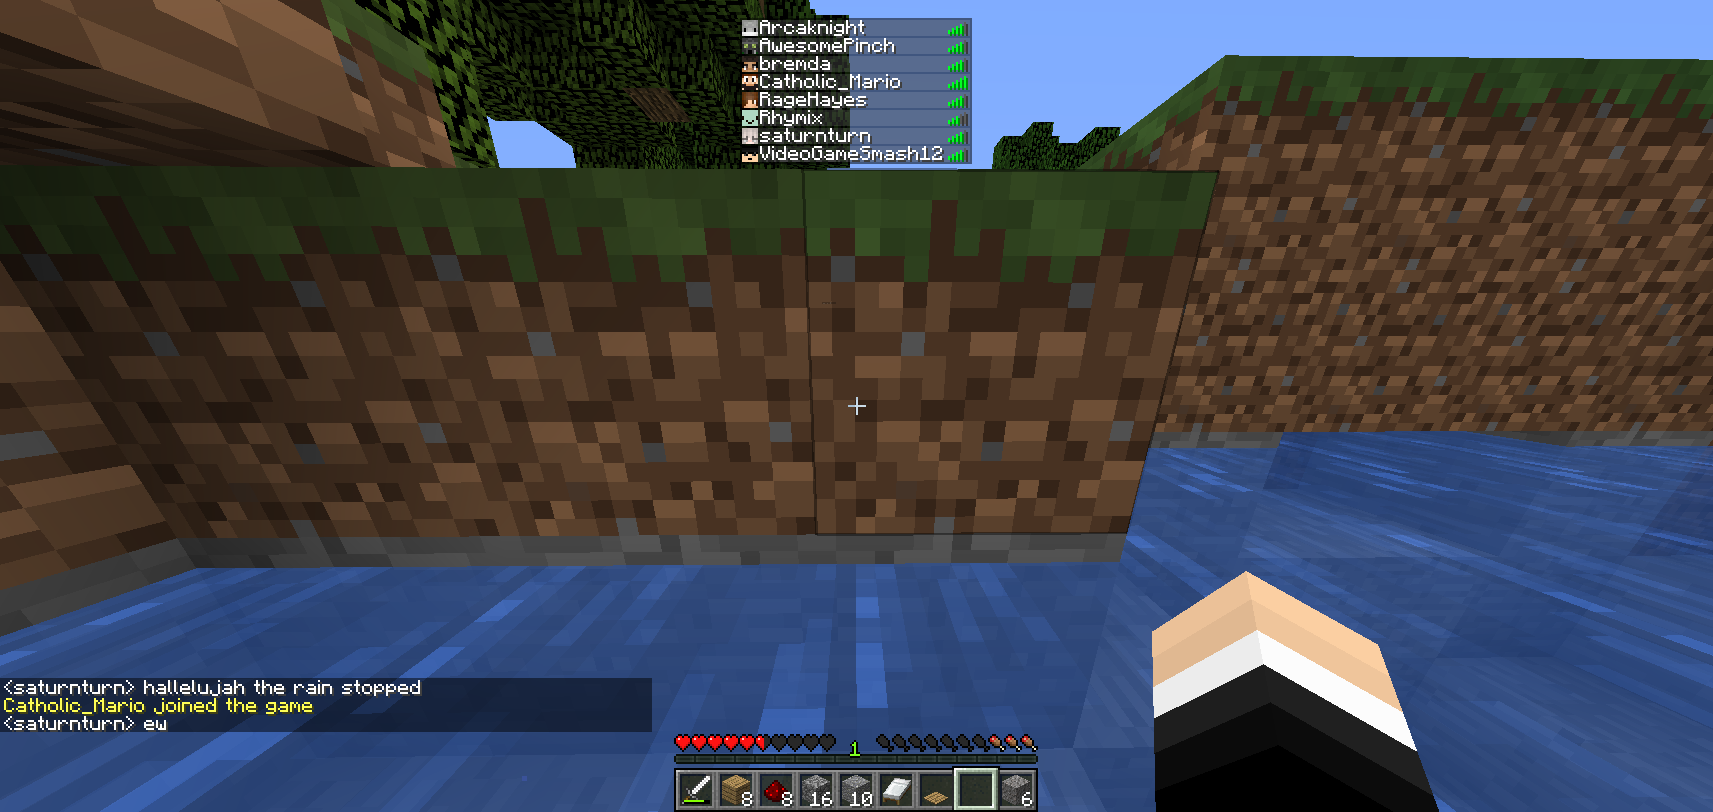 Arcaknight
AwesomePinch
bremda
Catholic_Mario
RageHayes
Rhymix
saturnturn
VideoGameSmash12
<saturnturn> hallelujah the rain stopped
Catholic_Mario joined the game
<saturnturn> ew
1
8 8 16 10 6